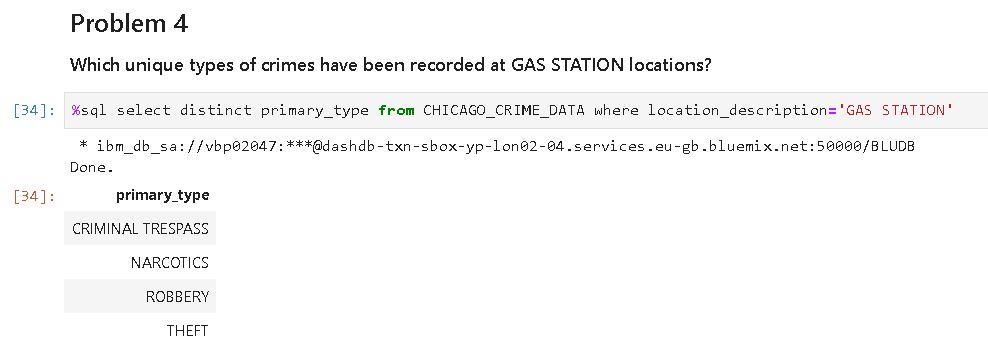 Problem 4
Which unique types of crimes have been recorded at GAS STATION locations?
[34]: %sql select distinct primary_type from CHICAGO_CRIME_DATA where location_description='GAS STATION'
* ibm_db_sa://vbp02047:***@dashdb-txn-sbox-yp-lon02-04.services.eu-gb.bluemix.net:50000/BLUDB
Done.
[34]: primary_type
CRIMINAL TRESPASS
NARCOTICS
ROBBERY
THEFT